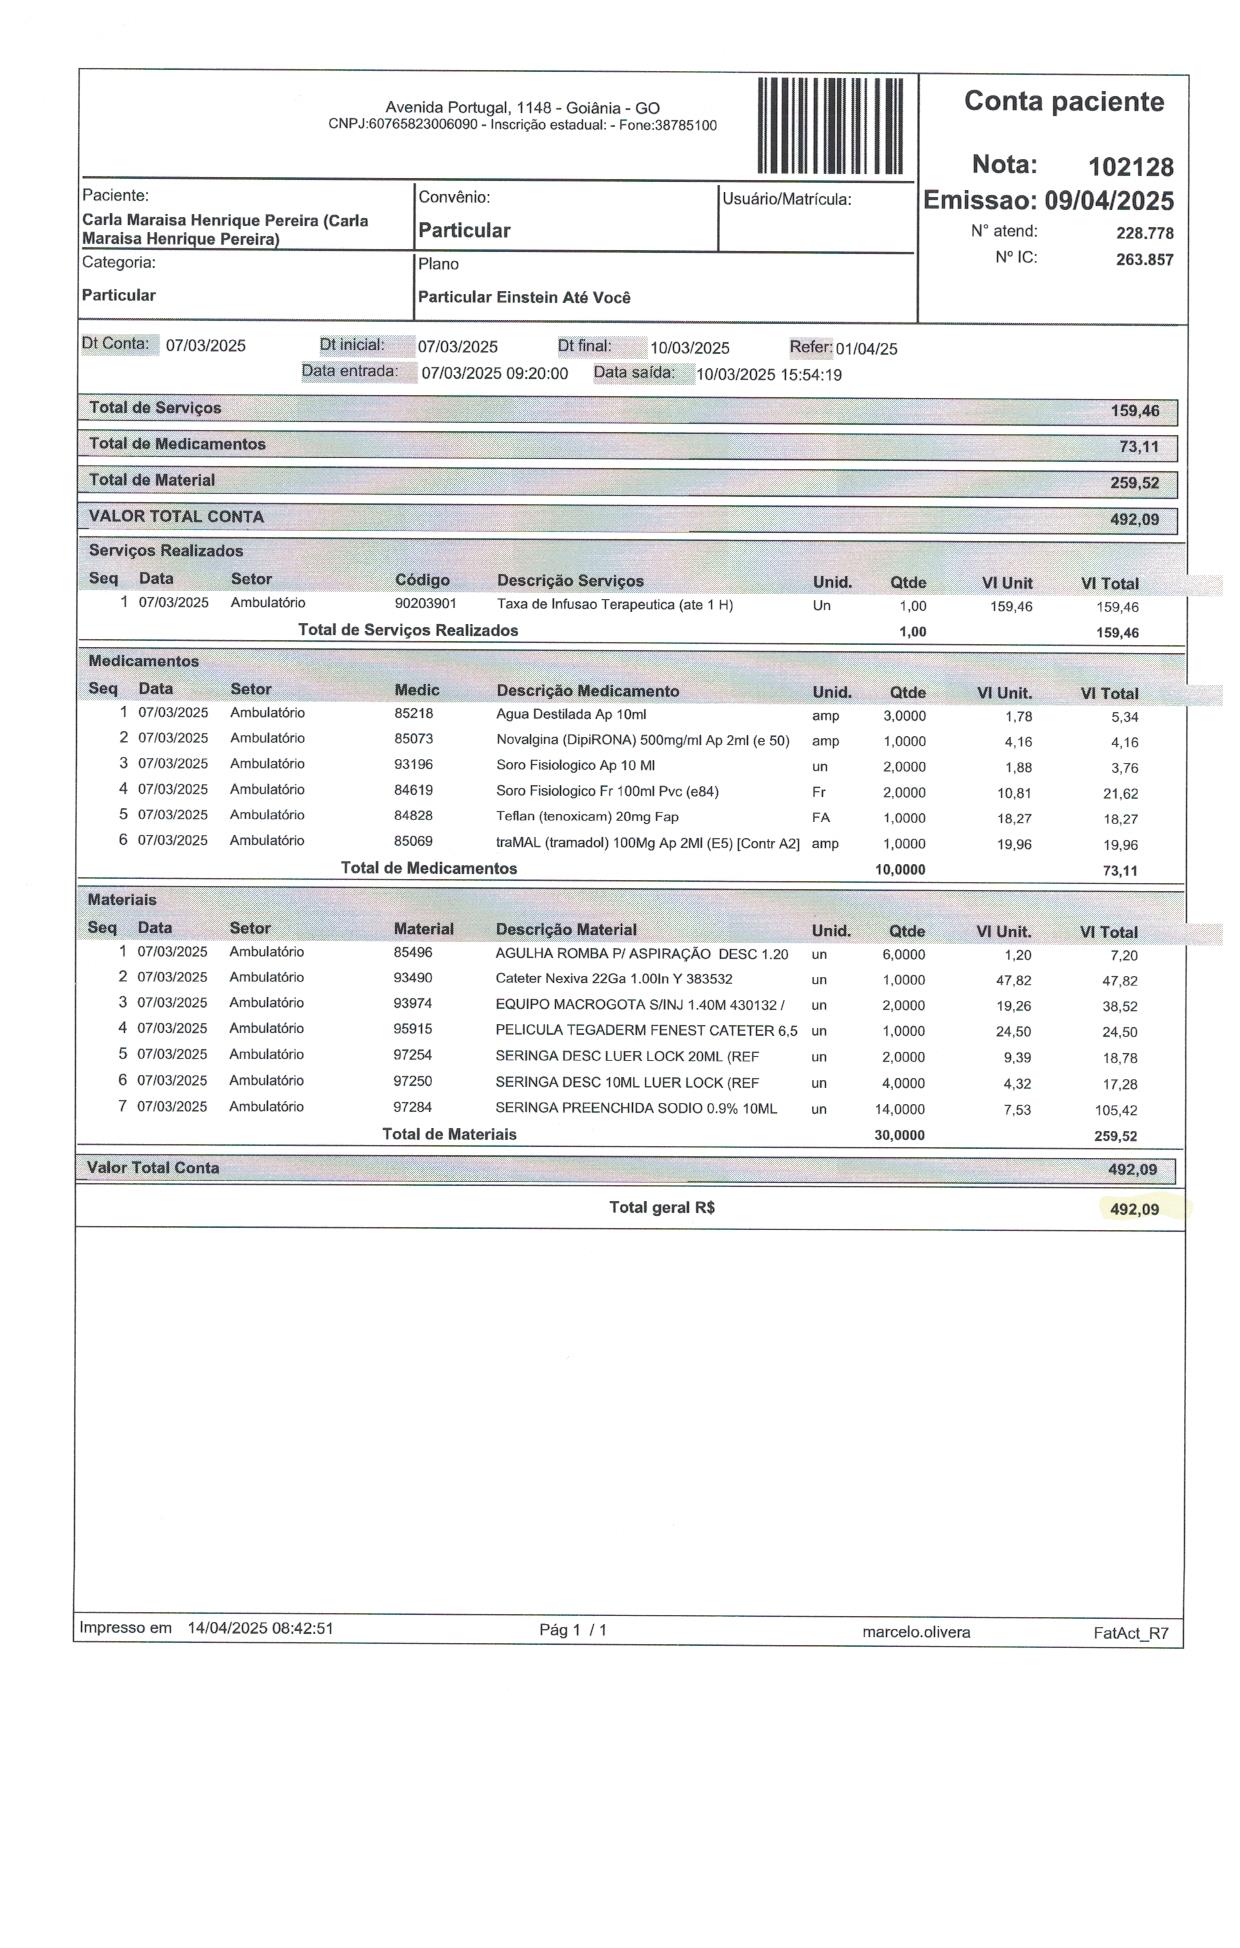 Avenida Portugal, 1148 - Goiânia - GO
CNPJ:60765823006090 - Inscrição estadual: - Fone:38785100
Conta paciente
Nota: 102128
Emissao: 09/04/2025
N° atend: 228.778
Nº IC: 263.857
Paciente:
Carla Maraisa Henrique Pereira (Carla
Maraisa Henrique Pereira)
Convênio:
Particular
Usuário/Matrícula:
Categoria:
Particular
Plano
Particular Einstein Até Você
Dt Conta: 07/03/2025 Dt inicial: 07/03/2025 Dt final: 10/03/2025 Refer: 01/04/25
Data entrada: 07/03/2025 09:20:00 Data saída: 10/03/2025 15:54:19
Total de Serviços 159,46
Total de Medicamentos 73,11
Total de Material 259,52
VALOR TOTAL CONTA 492,09
Serviços Realizados
Seq Data Setor Código Descrição Serviços Unid. Qtde Vl Unit Vl Total
1 07/03/2025 Ambulatório 90203901 Taxa de Infusao Terapeutica (ate 1 H) Un 1,00 159,46 159,46
Total de Serviços Realizados 1,00 159,46
Medicamentos
Seq Data Setor Medic Descrição Medicamento Unid. Qtde Vl Unit. Vl Total
1 07/03/2025 Ambulatório 85218 Agua Destilada Ap 10ml amp 3,0000 1,78 5,34
2 07/03/2025 Ambulatório 85073 Novalgina (DipiRONA) 500mg/ml Ap 2ml (e 50) amp 1,0000 4,16 4,16
3 07/03/2025 Ambulatório 93196 Soro Fisiologico Ap 10 Ml un 2,0000 1,88 3,76
4 07/03/2025 Ambulatório 84619 Soro Fisiologico Fr 100ml Pvc (e84) Fr 2,0000 10,81 21,62
5 07/03/2025 Ambulatório 84828 Teflan (tenoxicam) 20mg Fap FA 1,0000 18,27 18,27
6 07/03/2025 Ambulatório 85069 traMAL (tramadol) 100Mg Ap 2Ml (E5) [Contr A2] amp 1,0000 19,96 19,96
Total de Medicamentos 10,0000 73,11
Materiais
Seq Data Setor Material Descrição Material Unid. Qtde Vl Unit. Vl Total
1 07/03/2025 Ambulatório 85496 AGULHA ROMBA P/ ASPIRAÇÃO DESC 1.20 un 6,0000 1,20 7,20
2 07/03/2025 Ambulatório 93490 Cateter Nexiva 22Ga 1.00In Y 383532 un 1,0000 47,82 47,82
3 07/03/2025 Ambulatório 93974 EQUIPO MACROGOTA S/INJ 1.40M 430132 / un 2,0000 19,26 38,52
4 07/03/2025 Ambulatório 95915 PELICULA TEGADERM FENEST CATETER 6,5 un 1,0000 24,50 24,50
5 07/03/2025 Ambulatório 97254 SERINGA DESC LUER LOCK 20ML (REF un 2,0000 9,39 18,78
6 07/03/2025 Ambulatório 97250 SERINGA DESC 10ML LUER LOCK (REF un 4,0000 4,32 17,28
7 07/03/2025 Ambulatório 97284 SERINGA PREENCHIDA SODIO 0.9% 10ML un 14,0000 7,53 105,42
Total de Materiais 30,0000 259,52
Valor Total Conta 492,09
Total geral R$ 492,09
Impresso em 14/04/2025 08:42:51 Pág 1 / 1 marcelo.olivera FatAct_R7